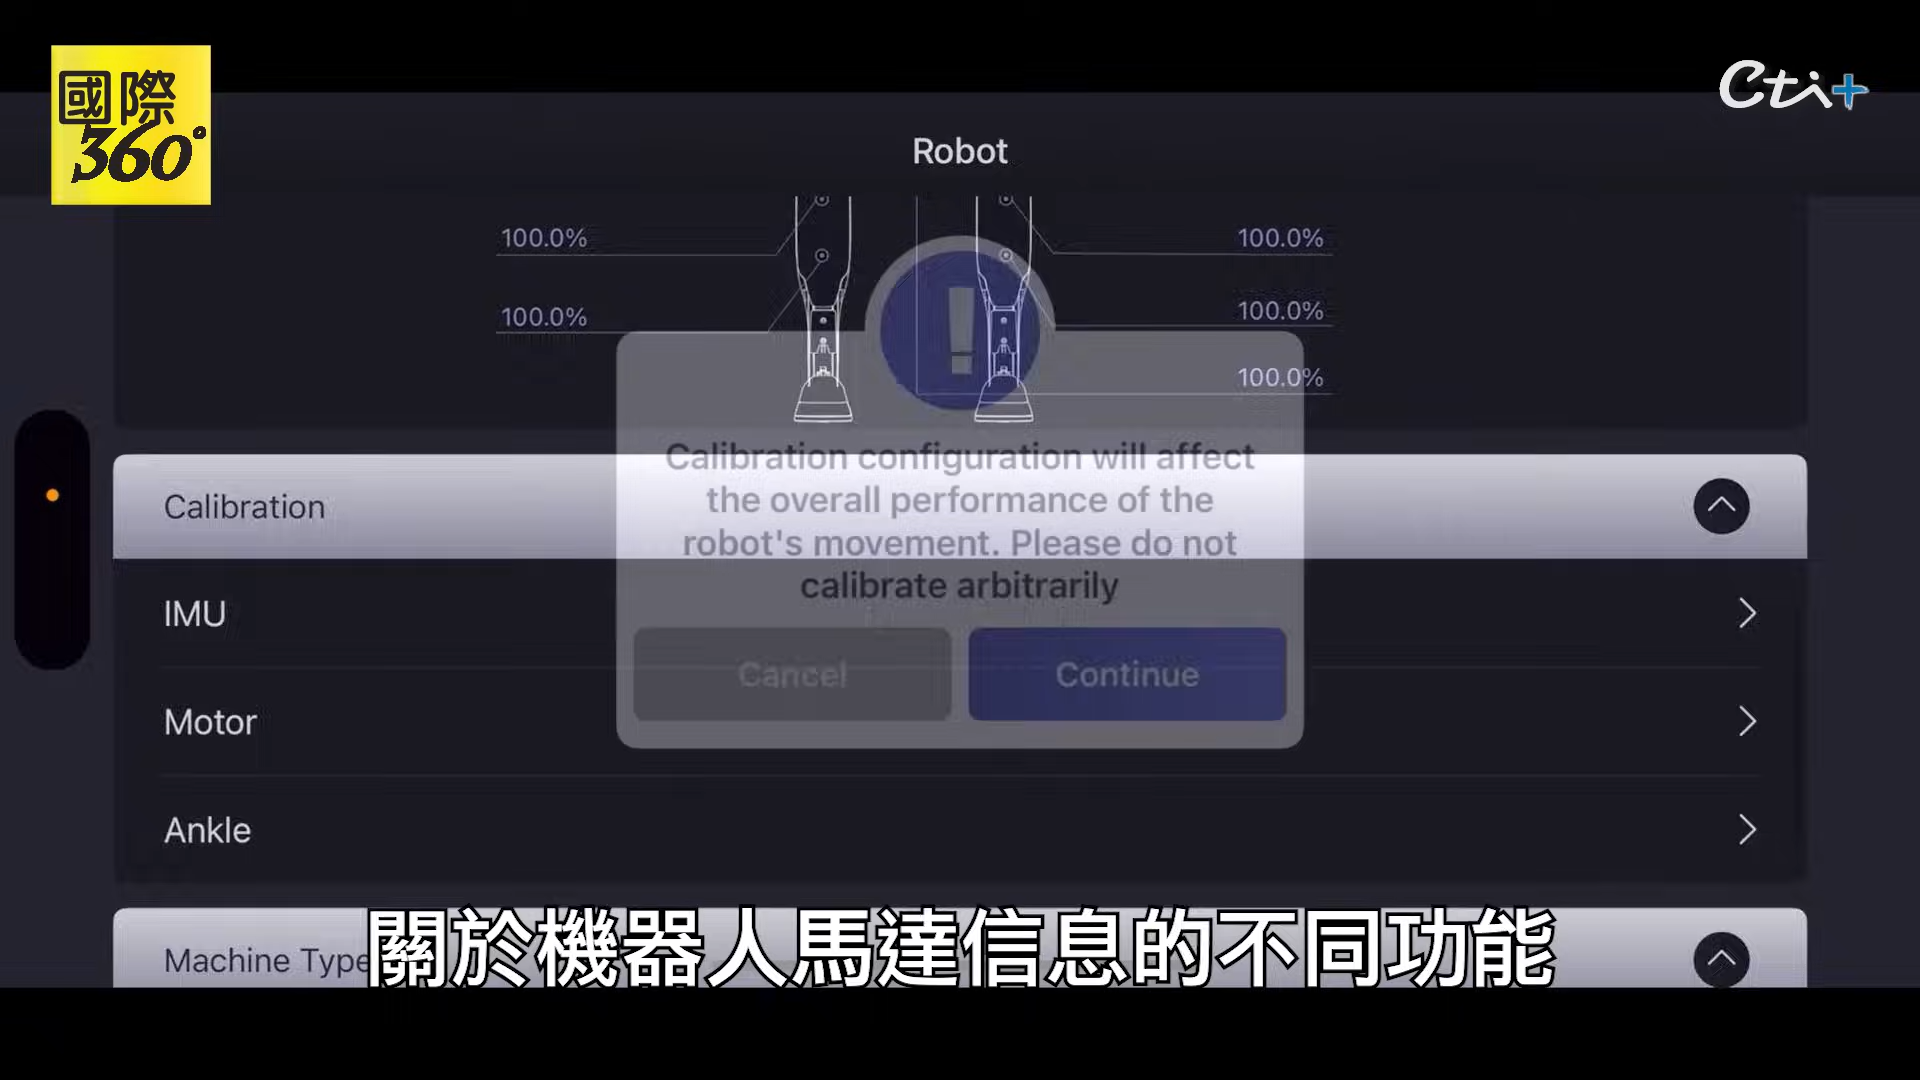 國際
360°
Cti+
Robot
100.0%
100.0%
100.0%
100.0%
100.0%
Calibration configuration will affect
the overall performance of the
robot's movement. Please do not
calibrate arbitrarily
Cancel
Continue
Calibration
IMU
Motor
Ankle
Machine Type
關於機器人馬達信息的不同功能